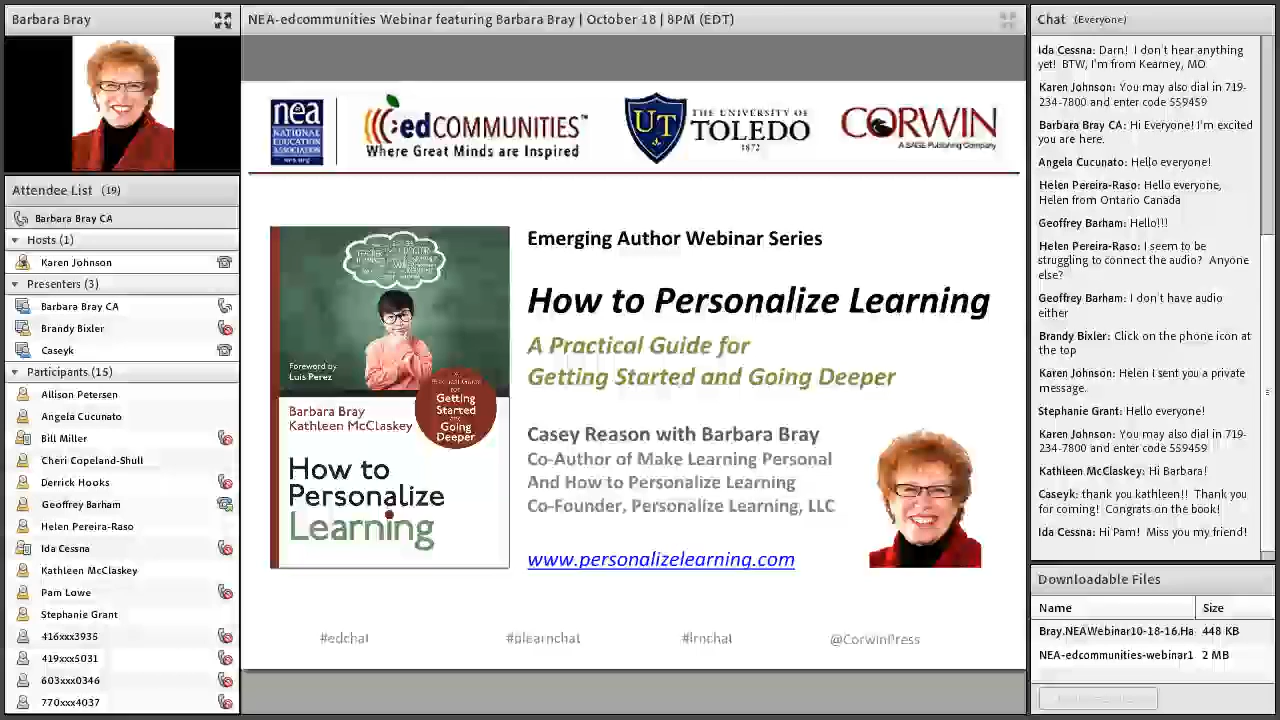 Barbara Bray
Attendee List (19)
Barbara Bray CA
Hosts (1)
Karen Johnson
Presenters (3)
Barbara Bray CA
Brandy Bixler
Caseyk
Participants (15)
Allison Petersen
Angela Cucunato
Bill Miller
Cheri Copeland-Shull
Derrick Hooks
Geoffrey Barham
Helen Pereira-Raso
Ida Cessna
Kathleen McClaskey
Pam Lowe
Stephanie Grant
416xxx3935
419xxx5031
603xxx0346
770xxx4037
NEA-edcommunities Webinar featuring Barbara Bray | October 18 | 8PM (EDT)
nea
NATIONAL
EDUCATION
ASSOCIATION
edCOMMUNITIES™
Where Great Minds are Inspired
UT
THE UNIVERSITY OF
TOLEDO
1872
CORWIN
A SAGE Publishing Company
Foreword by
Luis Perez
Practical Guide
for
Getting
Started
and
Going
Deeper
Barbara Bray
Kathleen McClaskey
How to
Personalize
Learning
Emerging Author Webinar Series
How to Personalize Learning
A Practical Guide for
Getting Started and Going Deeper
Casey Reason with Barbara Bray
Co-Author of Make Learning Personal
And How to Personalize Learning
Co-Founder, Personalize Learning, LLC
www.personalizelearning.com
#edchat #plearnchat #lrnchat @CorwinPress
Chat (Everyone)
Ida Cessna: Darn! I don't hear anything
yet! BTW, I'm from Kearney, MO
Karen Johnson: You may also dial in 719-
234-7800 and enter code 559459
Barbara Bray CA: Hi Everyone! I'm excited
you are here.
Angela Cucunato: Hello everyone!
Helen Pereira-Raso: Hello everyone,
Helen from Ontario Canada
Geoffrey Barham: Hello!!!
Helen Pereira-Raso: I seem to be
struggling to connect the audio? Anyone
else?
Geoffrey Barham: I don't have audio
either
Brandy Bixler: Click on the phone icon at
the top
Karen Johnson: Helen I sent you a private
message.
Stephanie Grant: Hello everyone!
Karen Johnson: You may also dial in 719-
234-7800 and enter code 559459
Kathleen McClaskey: Hi Barbara!
Caseyk: thank you kathleen!! Thank you
for coming! Congrats on the book!
Ida Cessna: Hi Pam! Miss you my friend!
Downloadable Files
Name Size
Bray.NEAWebinar10-18-16.Ha 448 KB
NEA-edcommunities-webinar1 2 MB